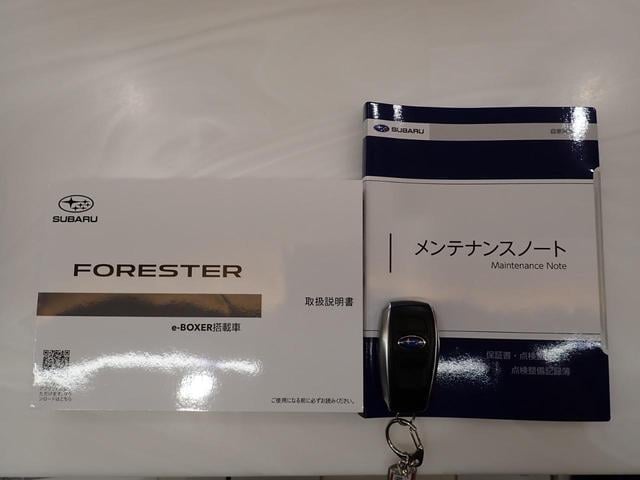 SUBARU
FORESTER
取扱説明書
e-BOXER搭載車
ご使用になる前に必ずお読みください。
SUBARU
メンテナンスノート
Maintenance Note
保証書・点検
点検整備記録簿